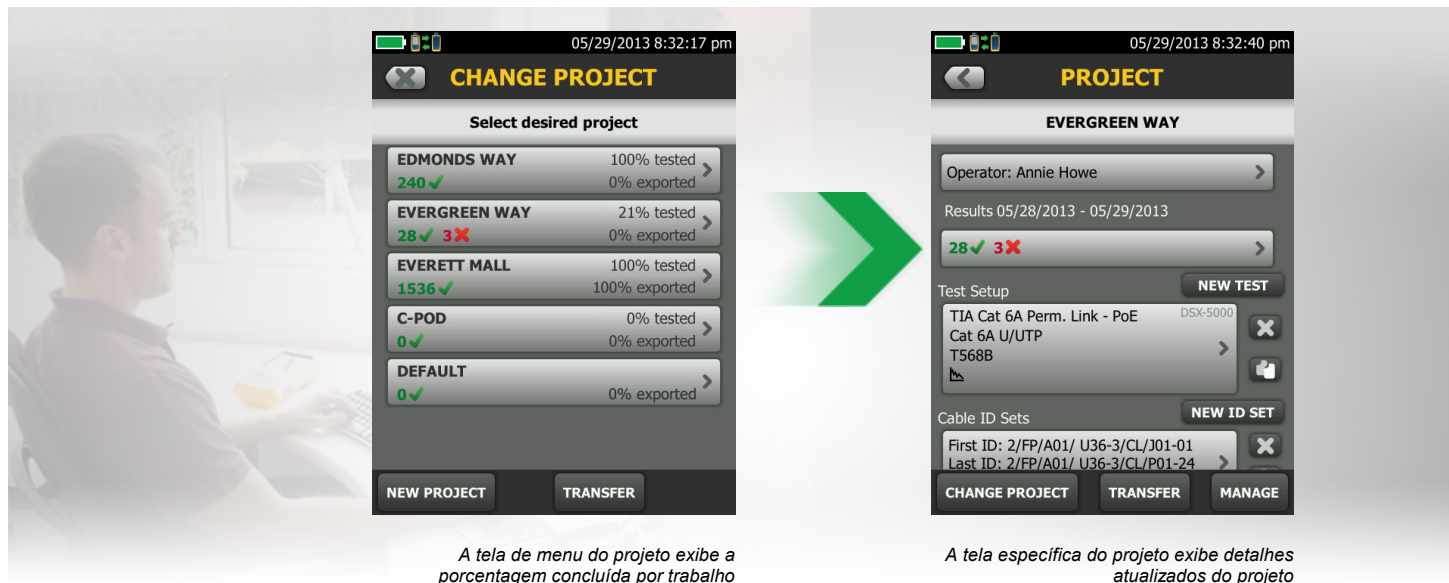 05/29/2013 8:32:17 pm
CHANGE PROJECT
Select desired project
EDMONDS WAY 100% tested
240 0% exported
EVERGREEN WAY 21% tested
28 3 0% exported
EVERETT MALL 100% tested
1536 100% exported
C-POD 0% tested
0 0% exported
DEFAULT
0 0% exported
NEW PROJECT TRANSFER
A tela de menu do projeto exibe a
porcentagem concluída por trabalho
05/29/2013 8:32:40 pm
PROJECT
EVERGREEN WAY
Operator: Annie Howe
Results 05/28/2013 - 05/29/2013
28 3
Test Setup NEW TEST
TIA Cat 6A Perm. Link - PoE DSX-5000
Cat 6A U/UTP
T568B
Cable ID Sets NEW ID SET
First ID: 2/FP/A01/ U36-3/CL/J01-01
Last ID: 2/FP/A01/ U36-3/CL/P01-24
CHANGE PROJECT TRANSFER MANAGE
A tela específica do projeto exibe detalhes
atualizados do projeto